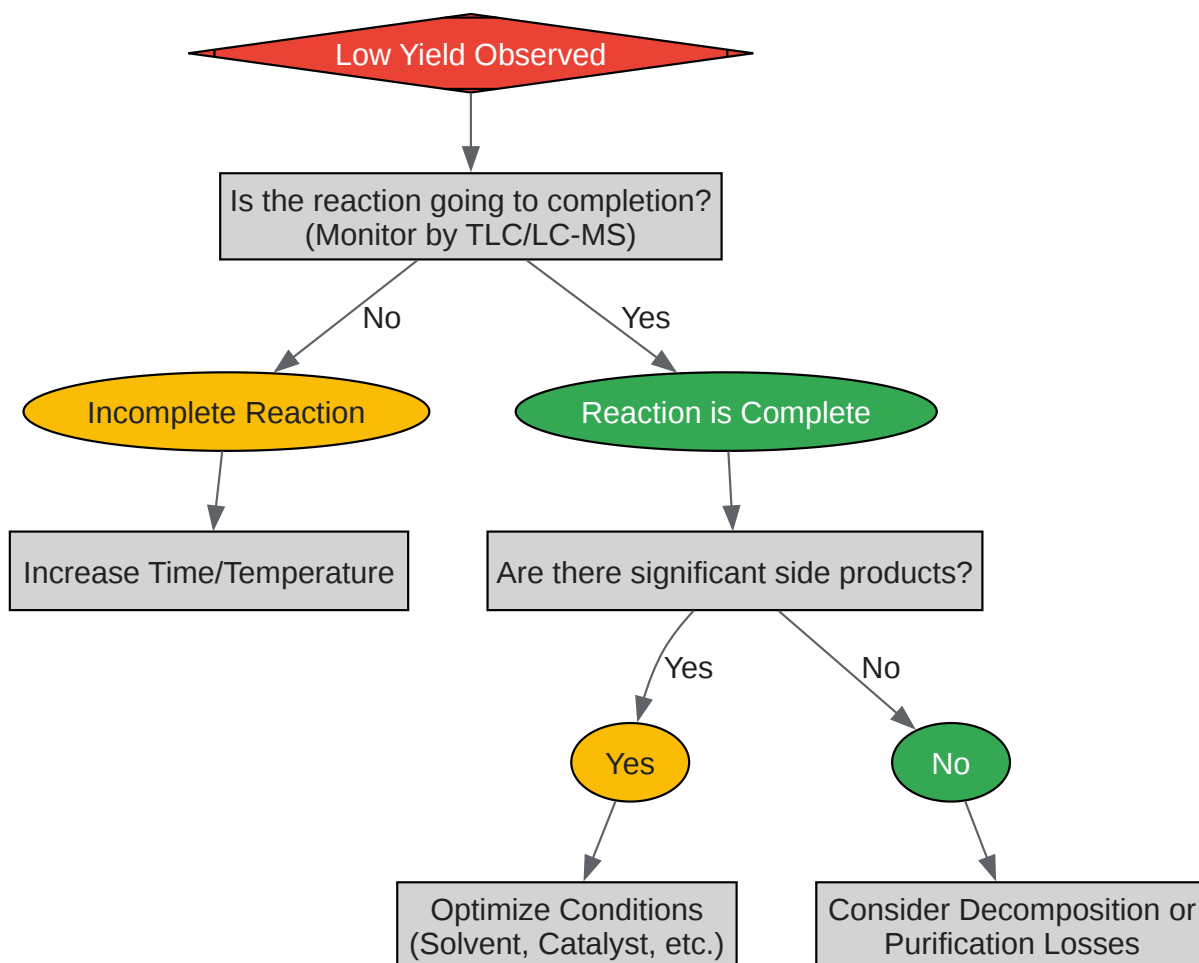 Low Yield Observed
Is the reaction going to completion?
(Monitor by TLC/LC-MS)
No
Yes
Incomplete Reaction
Reaction is Complete
Increase Time/Temperature
Are there significant side products?
Yes
No
Yes
No
Optimize Conditions
(Solvent, Catalyst, etc.)
Consider Decomposition or
Purification Losses